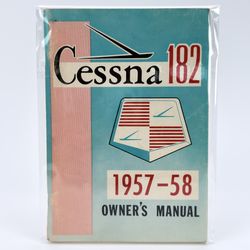 Cessna 182
1957-58
OWNER'S MANUAL